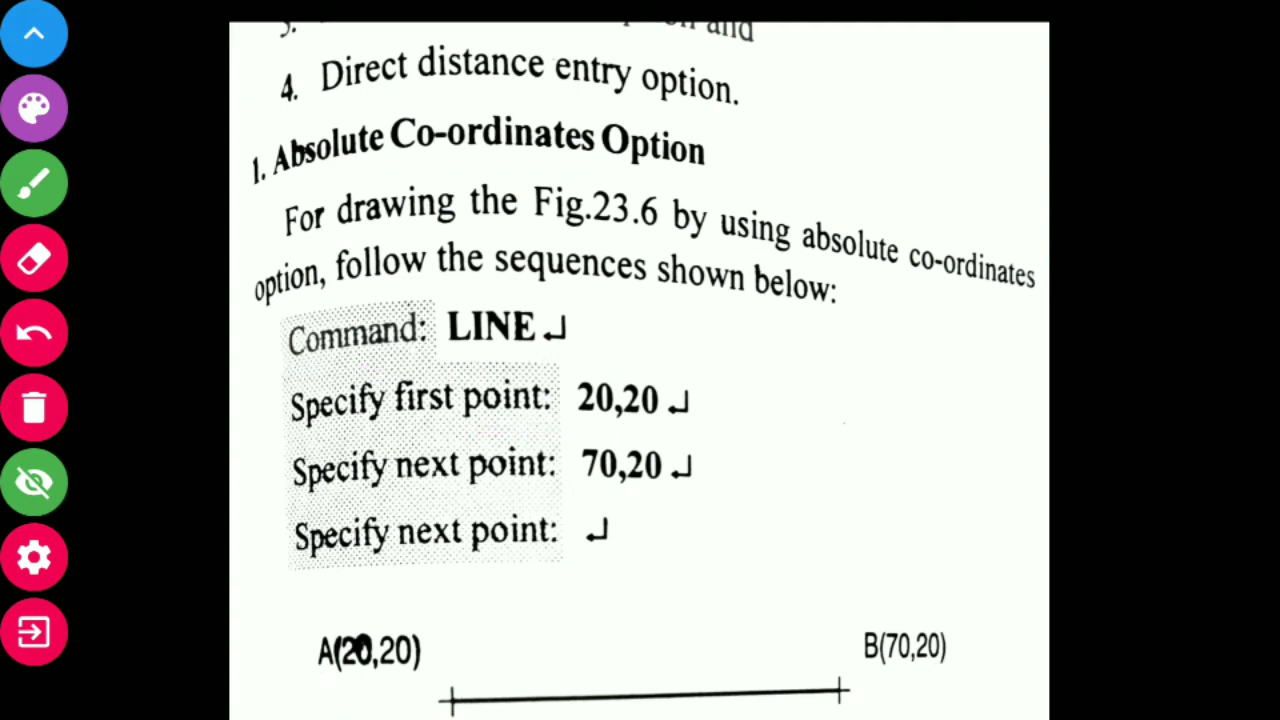 and
4. Direct distance entry option.
1. Absolute Co-ordinates Option
For drawing the Fig.23.6 by using absolute co-ordinates
option, follow the sequences shown below:
Command: LINE ↵
Specify first point: 20,20 ↵
Specify next point: 70,20 ↵
Specify next point: ↵
A(20,20)
B(70,20)